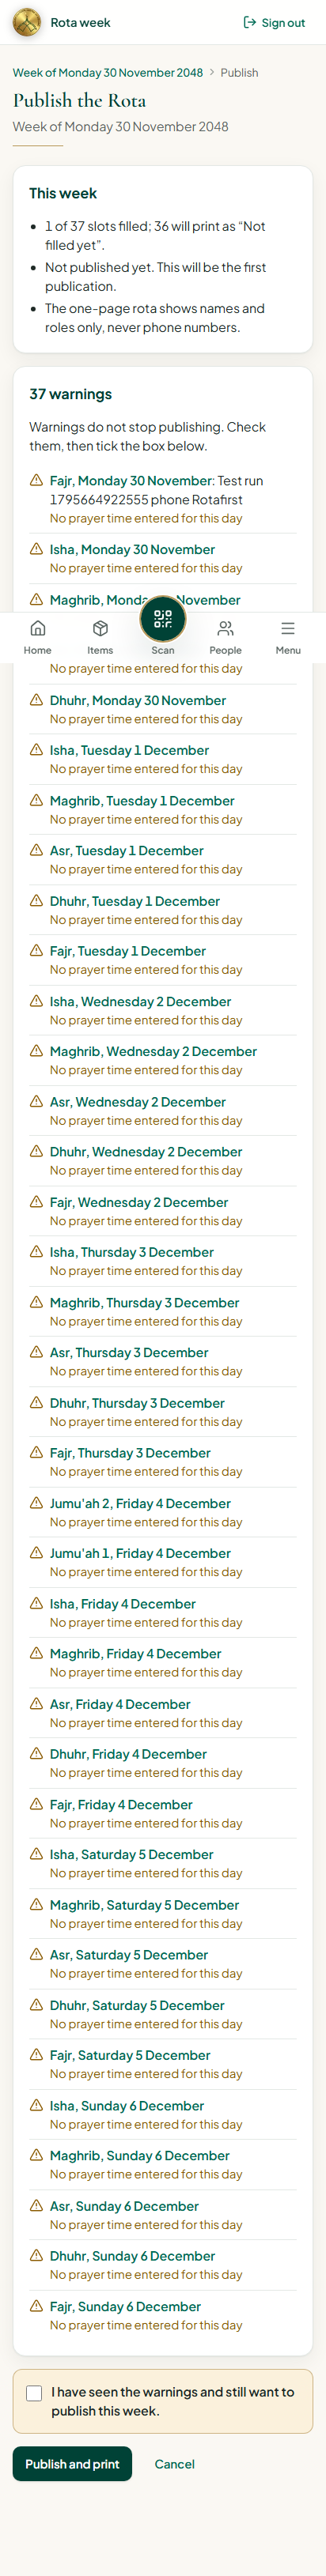 Rota week
Sign out
Week of Monday 30 November 2048 > Publish
Publish the Rota
Week of Monday 30 November 2048
This week
• 1 of 37 slots filled; 36 will print as “Not
filled yet”.
• Not published yet. This will be the first
publication.
• The one-page rota shows names and
roles only, never phone numbers.
37 warnings
Warnings do not stop publishing. Check
them, then tick the box below.
Fajr, Monday 30 November: Test run
1795664922555 phone Rotafirst
No prayer time entered for this day
Isha, Monday 30 November
No prayer time entered for this day
Maghrib, Monday November
Home
Items
Scan
People
Menu
No prayer time entered for this day
Dhuhr, Monday 30 November
No prayer time entered for this day
Isha, Tuesday 1 December
No prayer time entered for this day
Maghrib, Tuesday 1 December
No prayer time entered for this day
Asr, Tuesday 1 December
No prayer time entered for this day
Dhuhr, Tuesday 1 December
No prayer time entered for this day
Fajr, Tuesday 1 December
No prayer time entered for this day
Isha, Wednesday 2 December
No prayer time entered for this day
Maghrib, Wednesday 2 December
No prayer time entered for this day
Asr, Wednesday 2 December
No prayer time entered for this day
Dhuhr, Wednesday 2 December
No prayer time entered for this day
Fajr, Wednesday 2 December
No prayer time entered for this day
Isha, Thursday 3 December
No prayer time entered for this day
Maghrib, Thursday 3 December
No prayer time entered for this day
Asr, Thursday 3 December
No prayer time entered for this day
Dhuhr, Thursday 3 December
No prayer time entered for this day
Fajr, Thursday 3 December
No prayer time entered for this day
Jumu'ah 2, Friday 4 December
No prayer time entered for this day
Jumu'ah 1, Friday 4 December
No prayer time entered for this day
Isha, Friday 4 December
No prayer time entered for this day
Maghrib, Friday 4 December
No prayer time entered for this day
Asr, Friday 4 December
No prayer time entered for this day
Dhuhr, Friday 4 December
No prayer time entered for this day
Fajr, Friday 4 December
No prayer time entered for this day
Isha, Saturday 5 December
No prayer time entered for this day
Maghrib, Saturday 5 December
No prayer time entered for this day
Asr, Saturday 5 December
No prayer time entered for this day
Dhuhr, Saturday 5 December
No prayer time entered for this day
Fajr, Saturday 5 December
No prayer time entered for this day
Isha, Sunday 6 December
No prayer time entered for this day
Maghrib, Sunday 6 December
No prayer time entered for this day
Asr, Sunday 6 December
No prayer time entered for this day
Dhuhr, Sunday 6 December
No prayer time entered for this day
Fajr, Sunday 6 December
No prayer time entered for this day
I have seen the warnings and still want to
publish this week.
Publish and print
Cancel